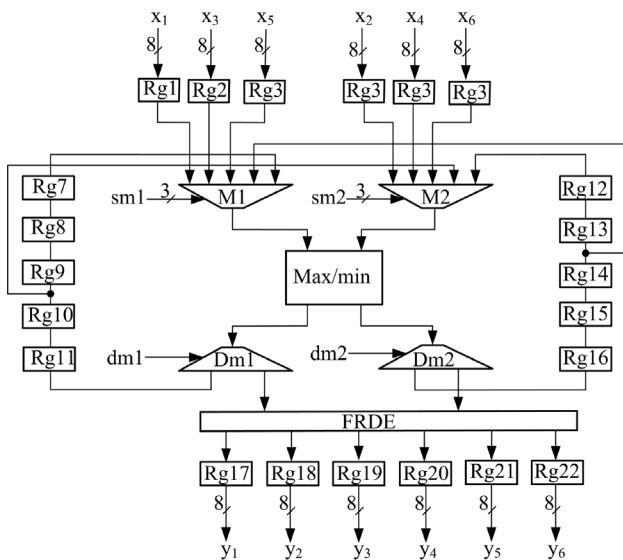 x1 x3 x5 x2 x4 x6
8 8 8 8 8 8
Rg1 Rg2 Rg3 Rg3 Rg3 Rg3
Rg7 Rg12
sm1 3 M1 sm2 3 M2
Rg8 Rg13
Rg9 Max/min Rg14
Rg10 Rg15
Rg11 dm1 Dm1 dm2 Dm2 Rg16
FRDE
Rg17 Rg18 Rg19 Rg20 Rg21 Rg22
8 8 8 8 8 8
y1 y2 y3 y4 y5 y6